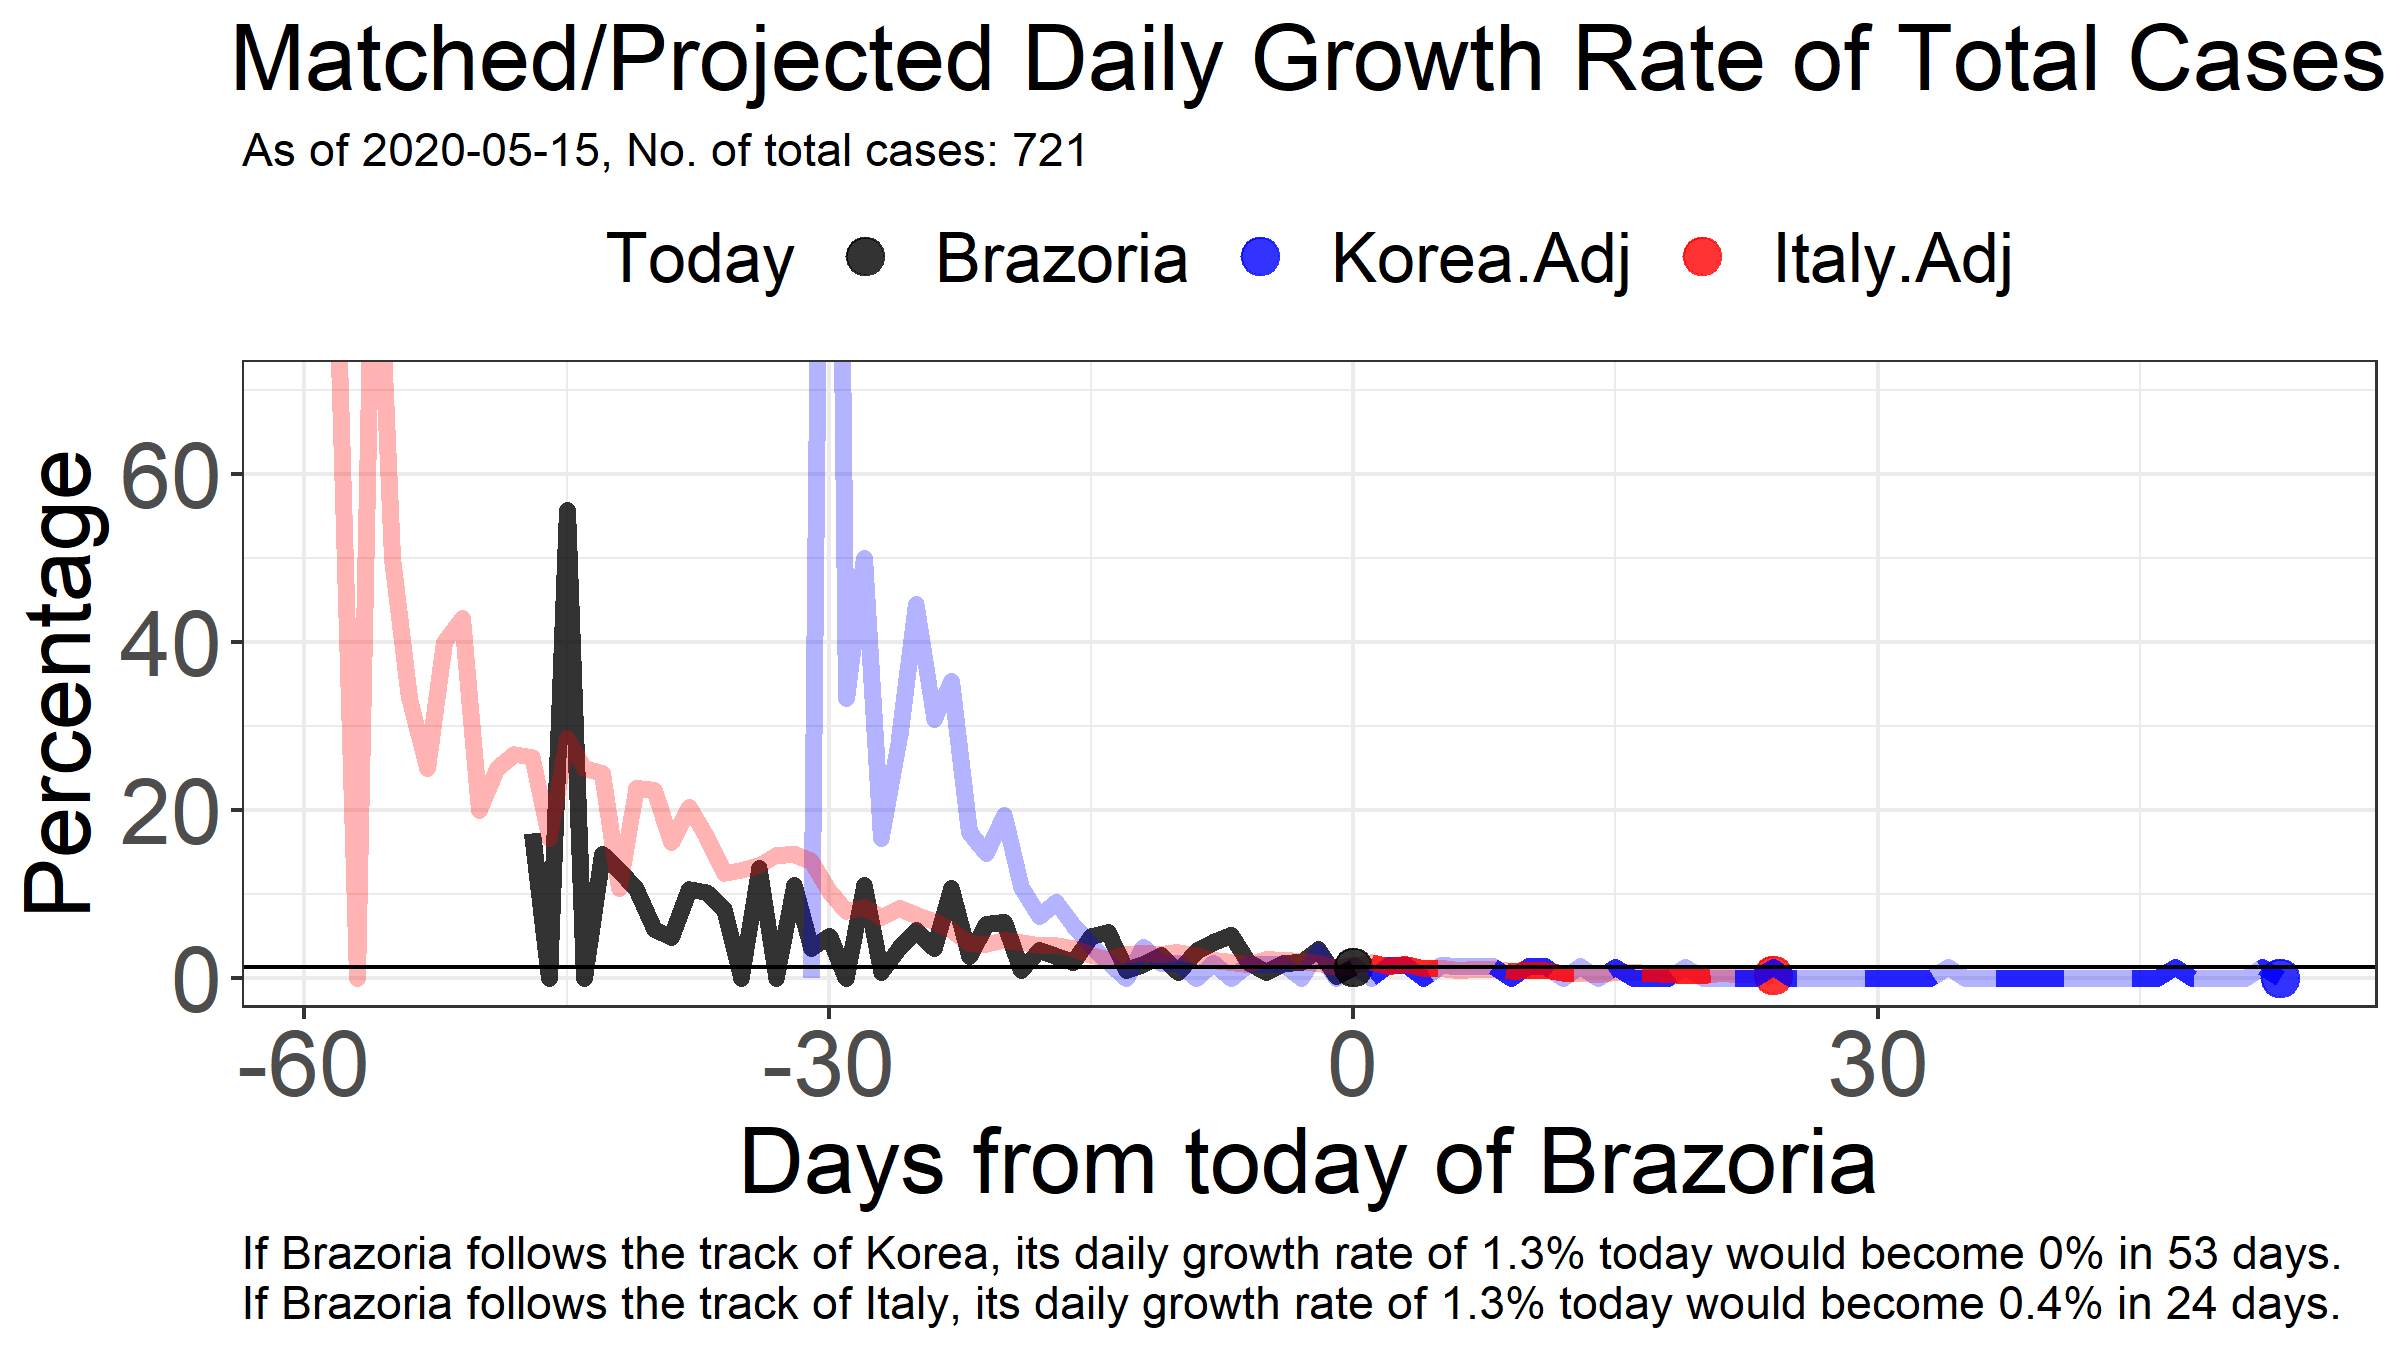 Matched/Projected Daily Growth Rate of Total Cases
As of 2020-05-15, No. of total cases: 721
Today Brazoria Korea.Adj Italy.Adj
Percentage
60
40
20
0
-60 -30 0 30
Days from today of Brazoria
If Brazoria follows the track of Korea, its daily growth rate of 1.3% today would become 0% in 53 days.
If Brazoria follows the track of Italy, its daily growth rate of 1.3% today would become 0.4% in 24 days.